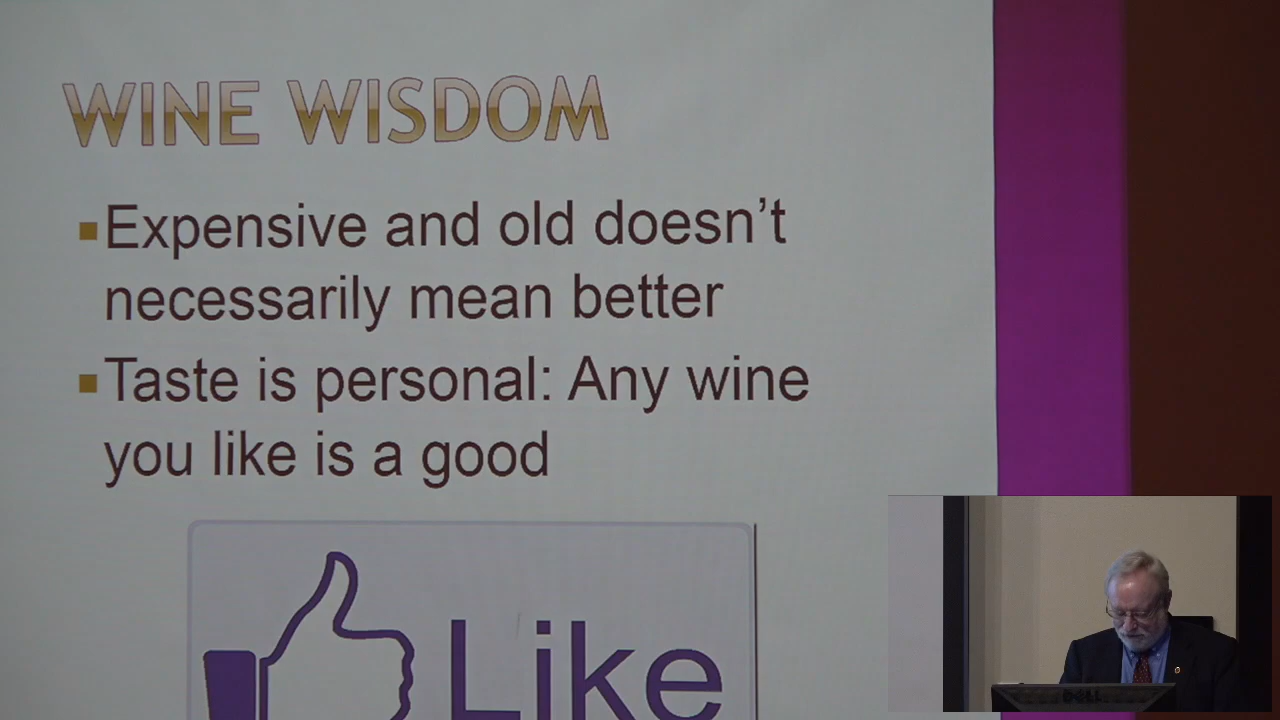 WINE WISDOM
Expensive and old doesn't
necessarily mean better
Taste is personal: Any wine
you like is a good
Like
DELL